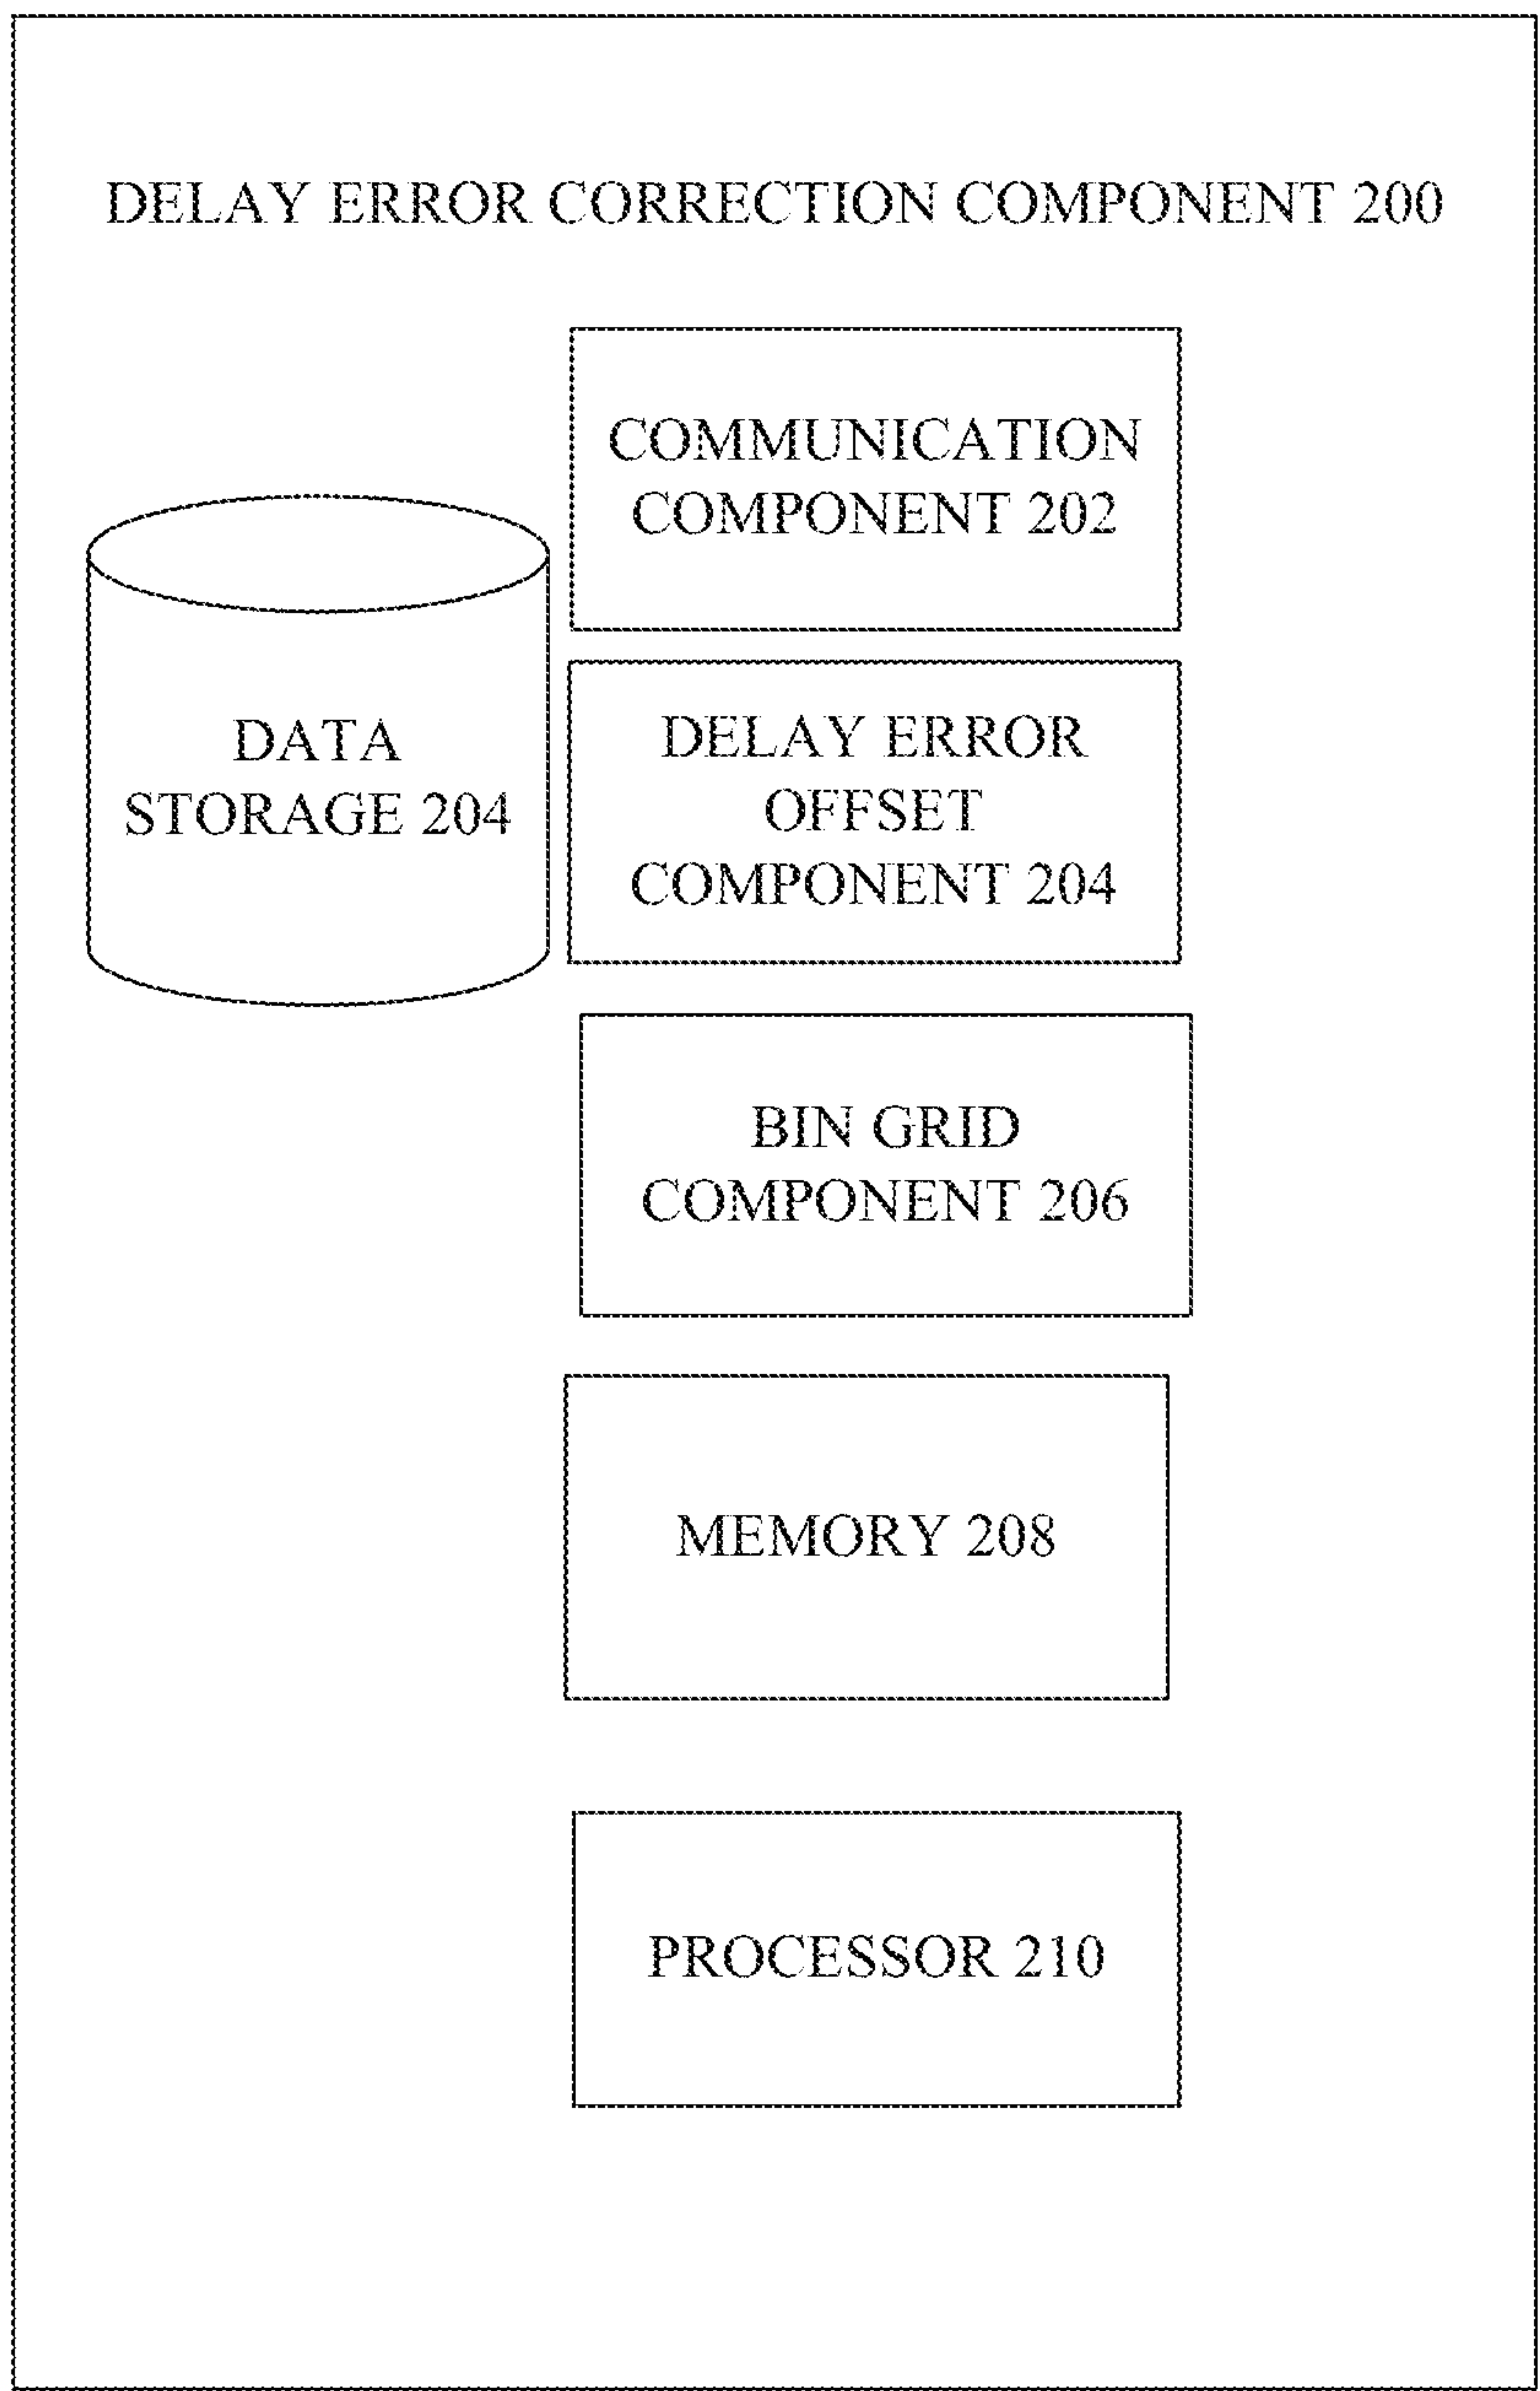 DELAY ERROR CORRECTION COMPONENT 200
COMMUNICATION
COMPONENT 202
DATA
STORAGE 204
DELAY ERROR
OFFSET
COMPONENT 204
BIN GRID
COMPONENT 206
MEMORY 208
PROCESSOR 210